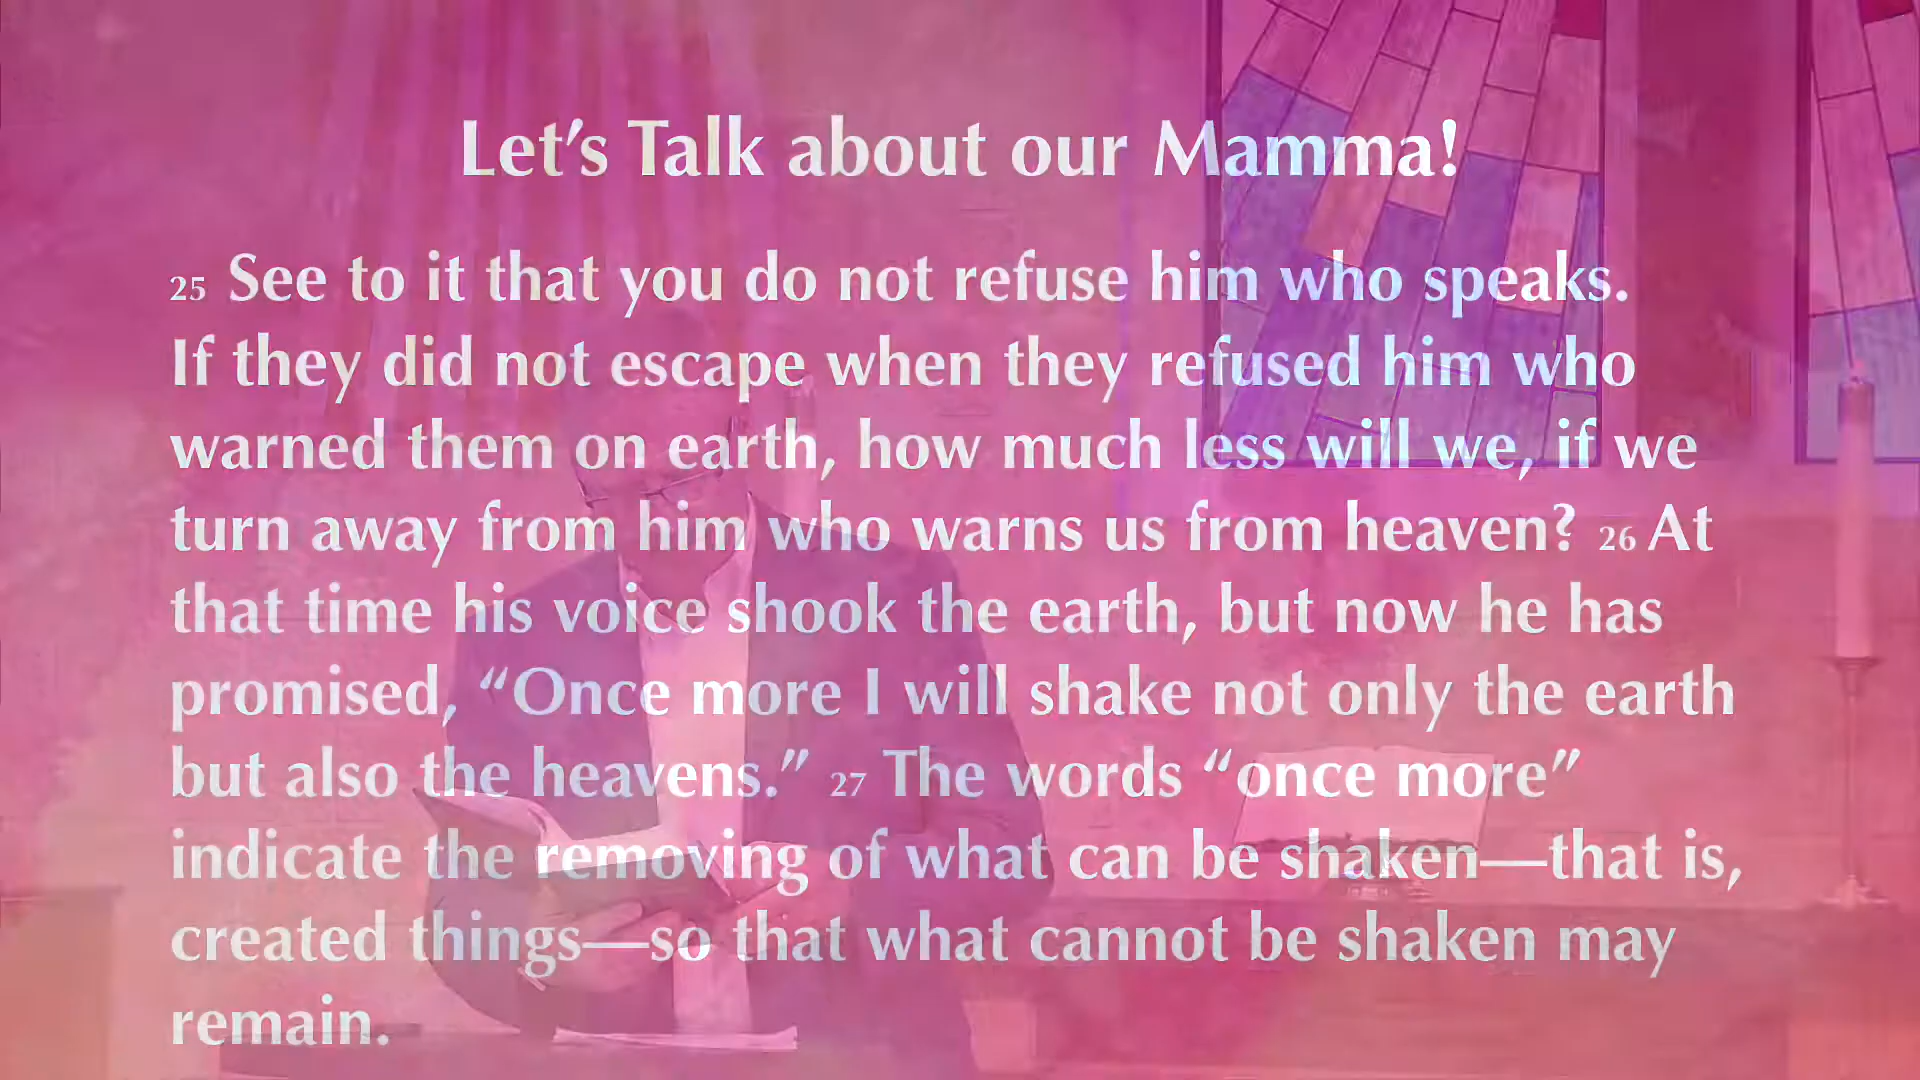 Let’s Talk about our Mamma!
25 See to it that you do not refuse him who speaks.
If they did not escape when they refused him who
warned them on earth, how much less will we, if we
turn away from him who warns us from heaven? 26 At
that time his voice shook the earth, but now he has
promised, “Once more I will shake not only the earth
but also the heavens.” 27 The words “once more”
indicate the removing of what can be shaken—that is,
created things—so that what cannot be shaken may
remain.